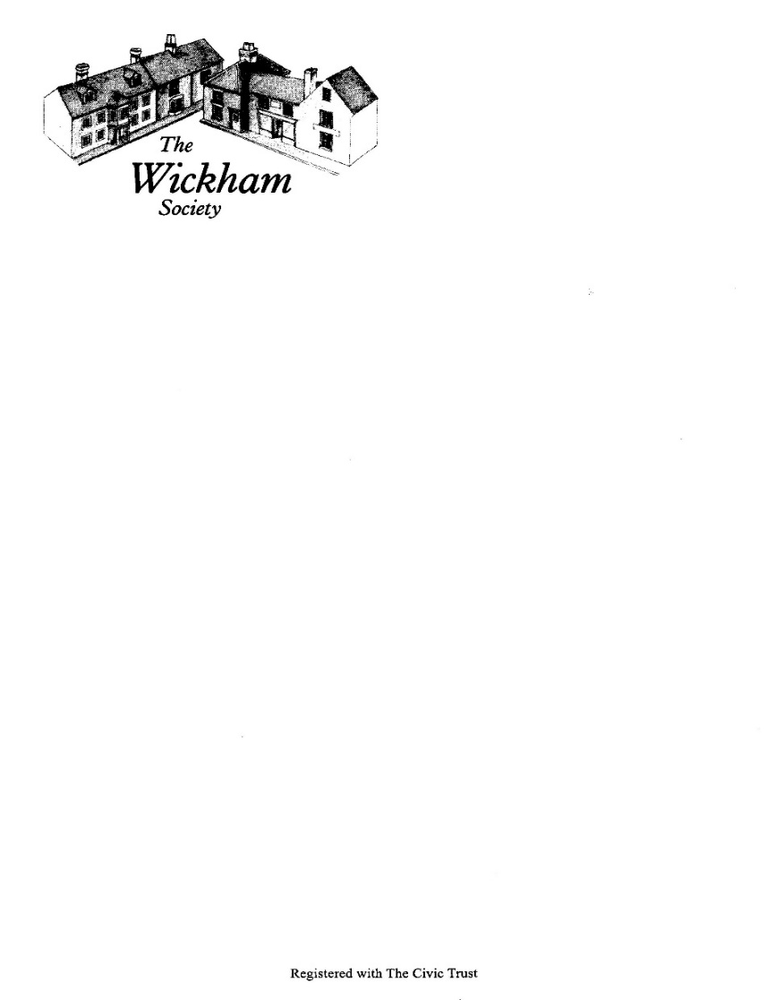 The
Wickham
Society
Registered with The Civic Trust